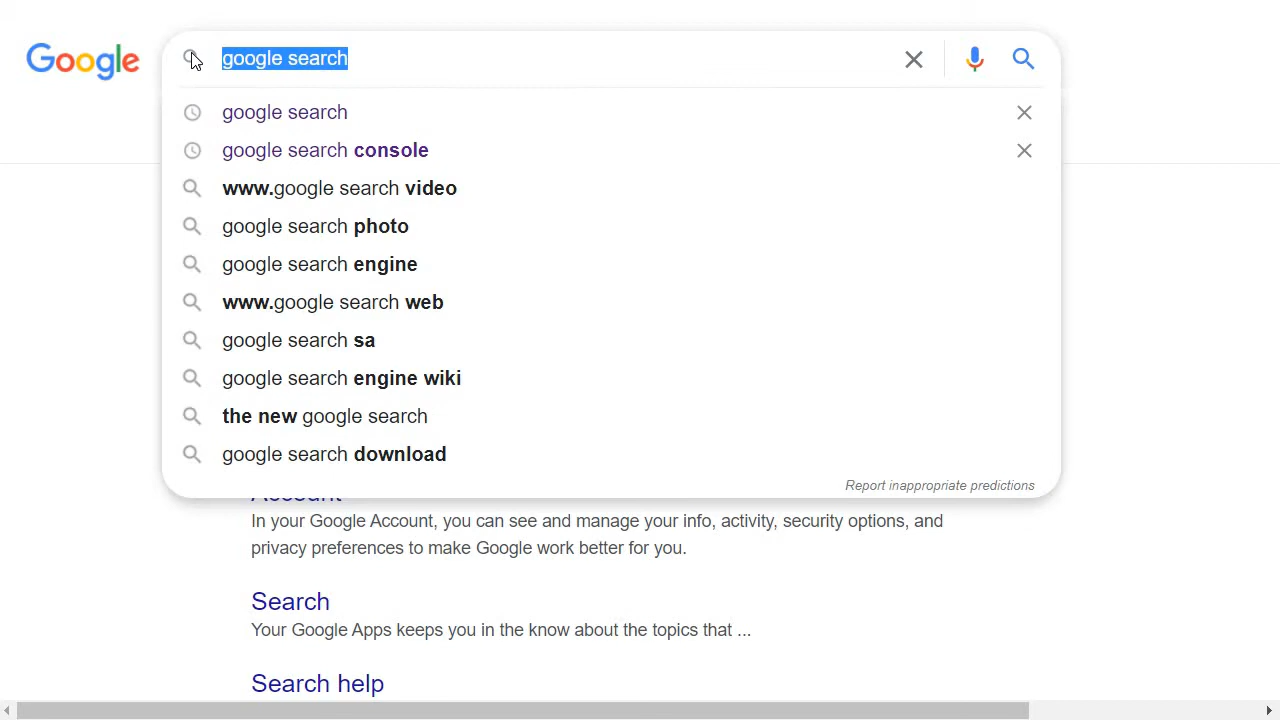 Google
google search
google search
google search console
www.google search video
google search photo
google search engine
www.google search web
google search sa
google search engine wiki
the new google search
google search download
Report inappropriate predictions
Account
In your Google Account, you can see and manage your info, activity, security options, and
privacy preferences to make Google work better for you.
Search
Your Google Apps keeps you in the know about the topics that ...
Search help